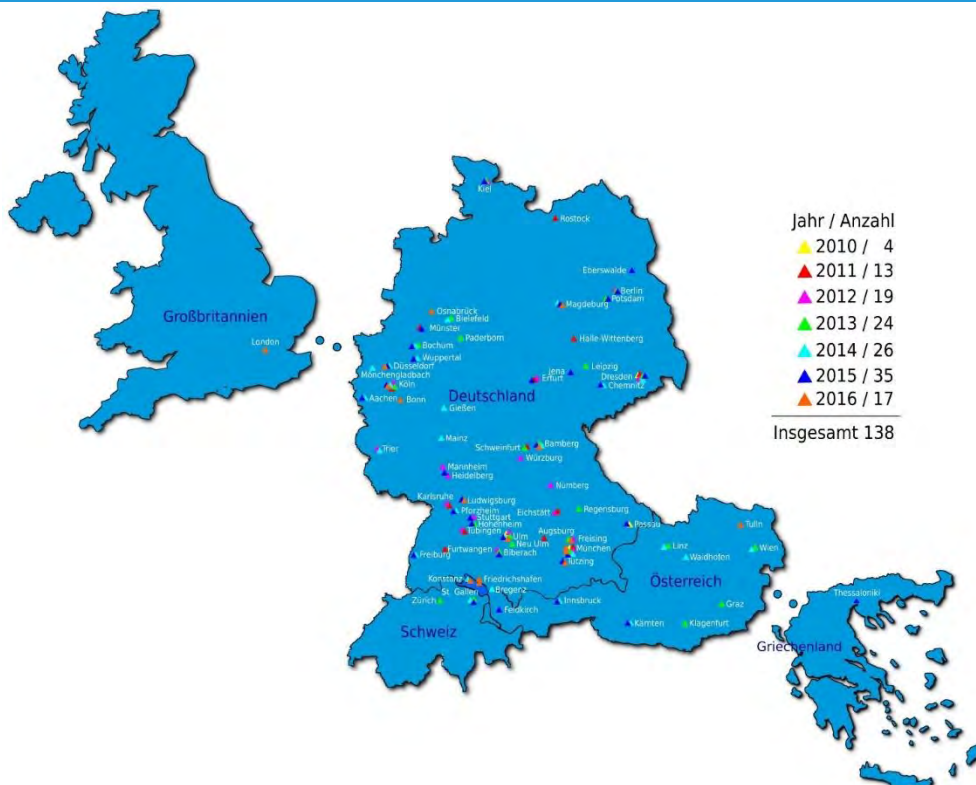 Kiel
Rostock
Eberswalde
Berlin
Potsdam
Magdeburg
Osnabrück
Bielefeld
Münster
Paderborn
Halle-Wittenberg
Bochum
Wuppertal
Düsseldorf
Mönchengladbach
Köln
Jena
Erfurt
Leipzig
Dresden
Chemnitz
Aachen
Bonn
Deutschland
Gießen
Mainz
Trier
Schweinfurt
Bamberg
Würzburg
Mannheim
Heidelberg
Nürnberg
Karlsruhe
Ludwigsburg
Pforzheim
Stuttgart
Hohenheim
Eichstätt
Regensburg
Tübingen
Ulm
Neu Ulm
Augsburg
Freising
München
Passau
Freiburg
Furtwangen
Biberach
Tutzing
Konstanz
Friedrichshafen
Bregenz
St. Gallen
Zürich
Feldkach
Innsbruck
Schweiz
Großbritannien
London
Tulln
Linz
Wien
Waidhofen
Österreich
Graz
Kärnten
Klagenfurt
Thessaloniki
Griechenland
Jahr / Anzahl
2010 / 4
2011 / 13
2012 / 19
2013 / 24
2014 / 26
2015 / 35
2016 / 17
Insgesamt 138